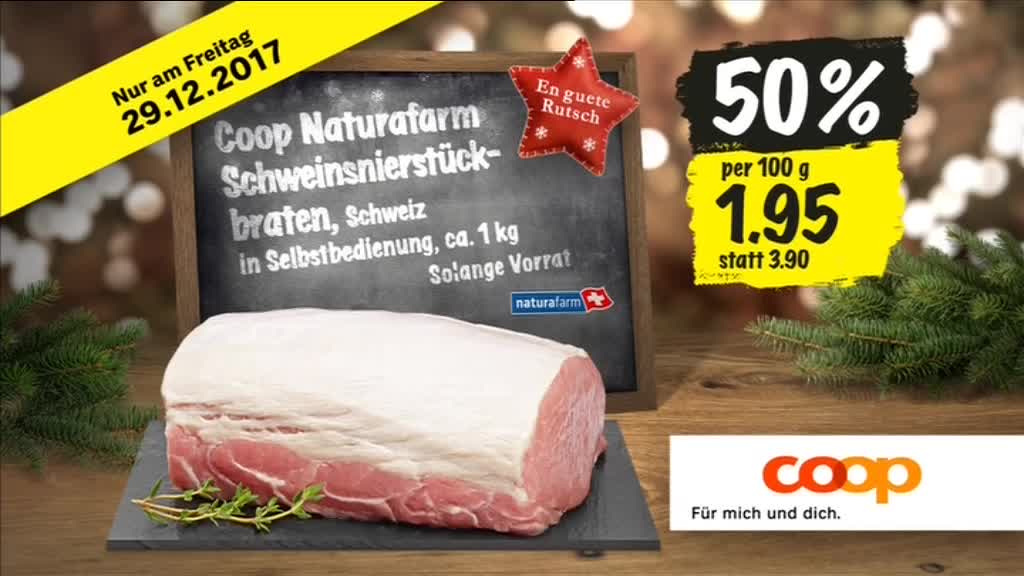 Nur am Freitag
29.12.2017
Coop Naturafarm
Schweinsnierstück-
braten, Schweiz
in Selbstbedienung, ca. 1 kg
Solange Vorrat
En guete
Rutsch
naturafarm
50%
per 100 g
1.95
statt 3.90
coop
Für mich und dich.